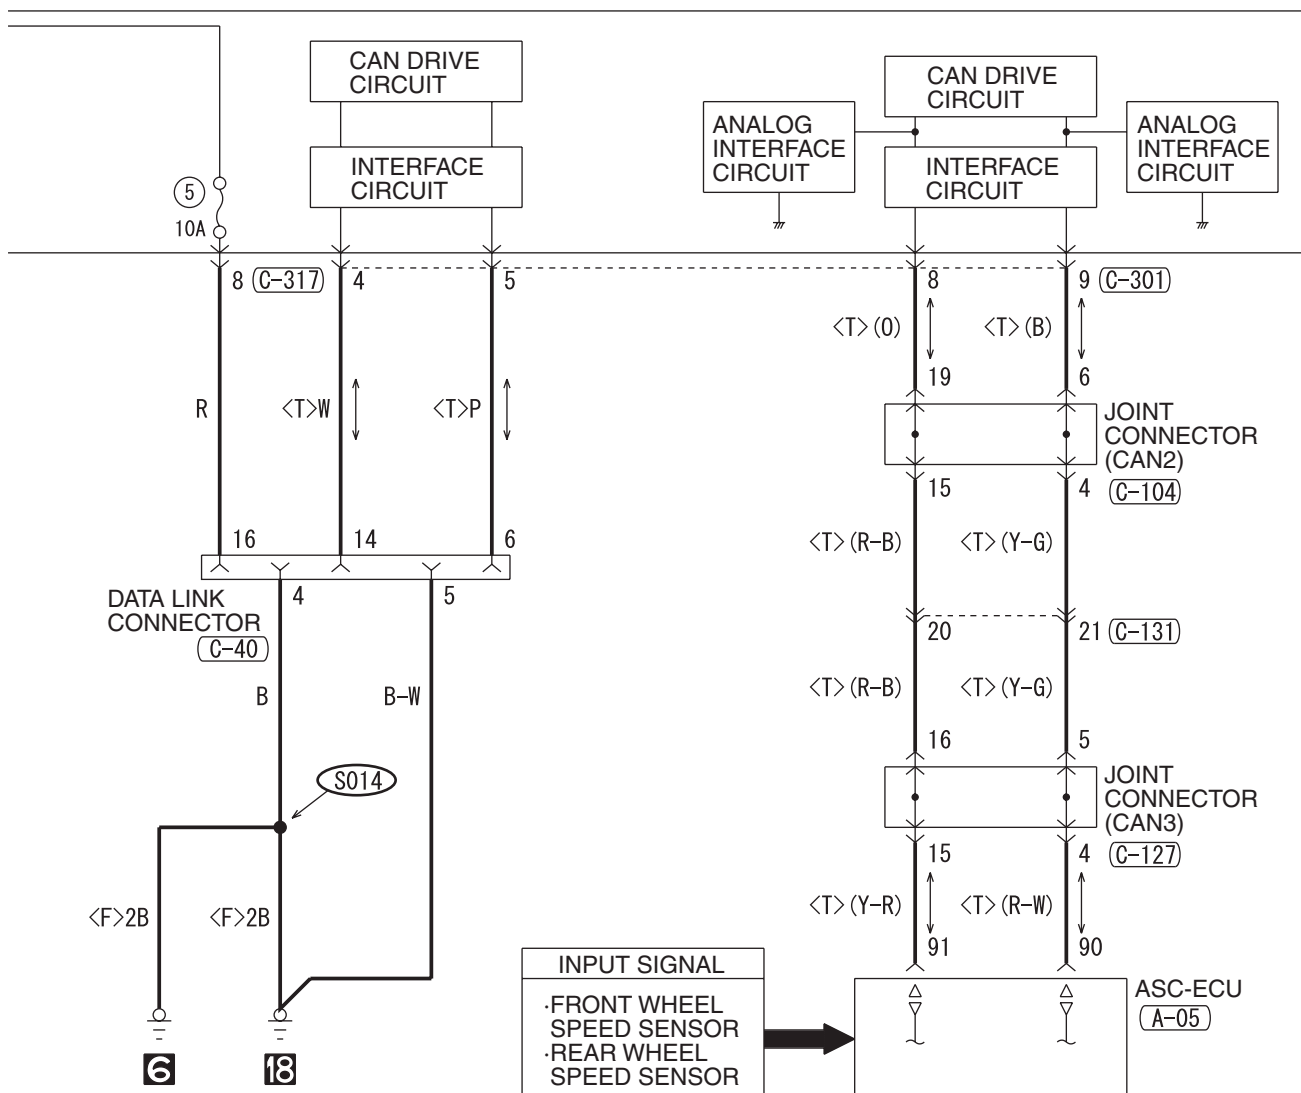 CAN DRIVE
CIRCUIT
CAN DRIVE
CIRCUIT
ANALOG
INTERFACE
CIRCUIT
ANALOG
INTERFACE
CIRCUIT
INTERFACE
CIRCUIT
INTERFACE
CIRCUIT
5
10A
8 C-317 4 5 8 9 C-301
<T>(O) <T>(B)
19 6
R <T>W <T>P
JOINT
CONNECTOR
(CAN2)
15 4 C-104
16 14 6
<T>(R-B) <T>(Y-G)
4 5
DATA LINK
CONNECTOR
C-40
20 21 C-131
B B-W
<T>(R-B) <T>(Y-G)
16 5
S014
JOINT
CONNECTOR
(CAN3)
15 4 C-127
<F>2B <F>2B
<T>(Y-R) <T>(R-W)
91 90
INPUT SIGNAL
·FRONT WHEEL
SPEED SENSOR
·REAR WHEEL
SPEED SENSOR
ASC-ECU
A-05
6 18